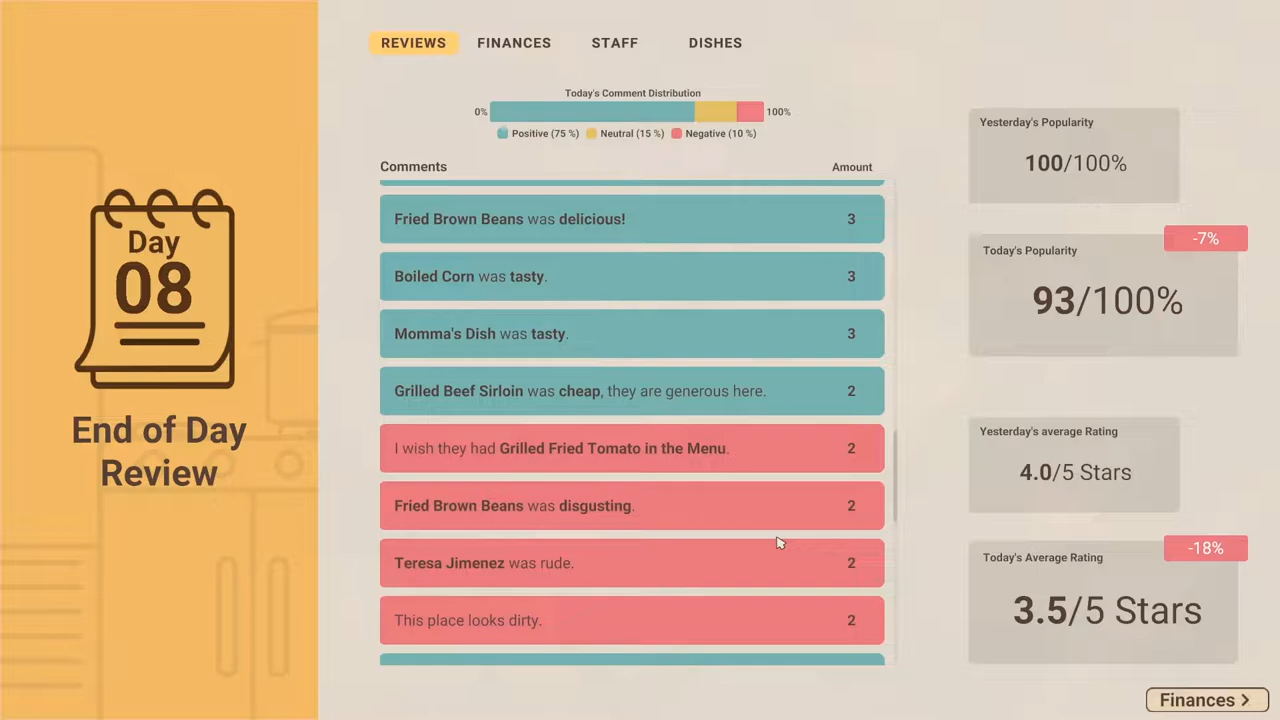 REVIEWS FINANCES STAFF DISHES
Today's Comment Distribution
0% 100%
Positive (75 %) Neutral (15 %) Negative (10 %)
Comments Amount
Fried Brown Beans was delicious! 3
Boiled Corn was tasty. 3
Momma's Dish was tasty. 3
Grilled Beef Sirloin was cheap, they are generous here. 2
I wish they had Grilled Fried Tomato in the Menu. 2
Fried Brown Beans was disgusting. 2
Teresa Jimenez was rude. 2
This place looks dirty. 2
Day
08
End of Day
Review
Yesterday's Popularity
100/100%
-7%
Today's Popularity
93/100%
Yesterday's average Rating
4.0/5 Stars
-18%
Today's Average Rating
3.5/5 Stars
Finances >